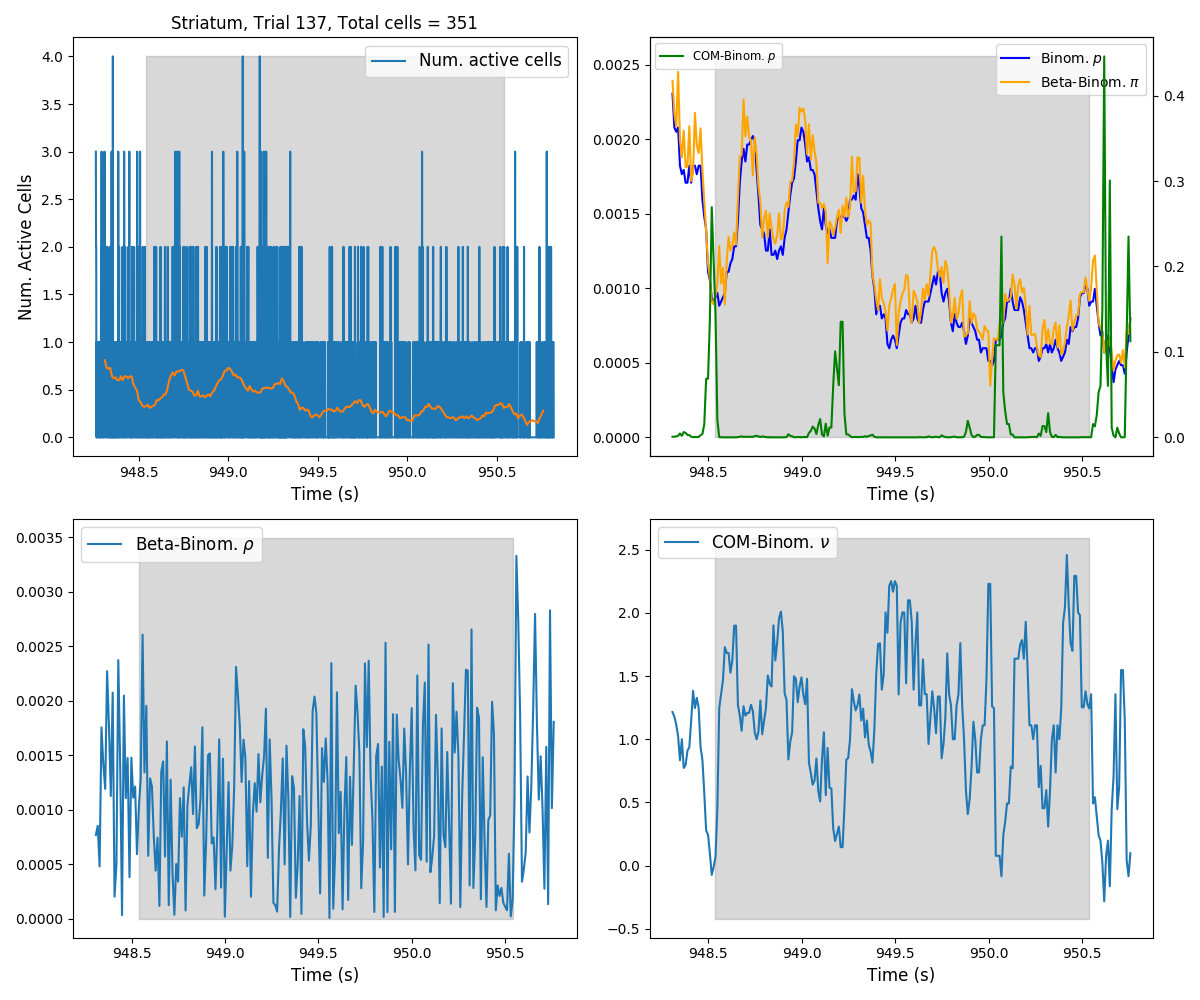 Striatum, Trial 137, Total cells = 351
Num. active cells
Num. Active Cells
4.0
3.5
3.0
2.5
2.0
1.5
1.0
0.5
0.0
948.5 949.0 949.5 950.0 950.5
Time (s)
COM-Binom. p
Binom. p
Beta-Binom. π
0.0025
0.0020
0.0015
0.0010
0.0005
0.0000
0.4
0.3
0.2
0.1
0.0
948.5 949.0 949.5 950.0 950.5
Time (s)
Beta-Binom. ρ
0.0035
0.0030
0.0025
0.0020
0.0015
0.0010
0.0005
0.0000
948.5 949.0 949.5 950.0 950.5
Time (s)
COM-Binom. ν
2.5
2.0
1.5
1.0
0.5
0.0
−0.5
948.5 949.0 949.5 950.0 950.5
Time (s)